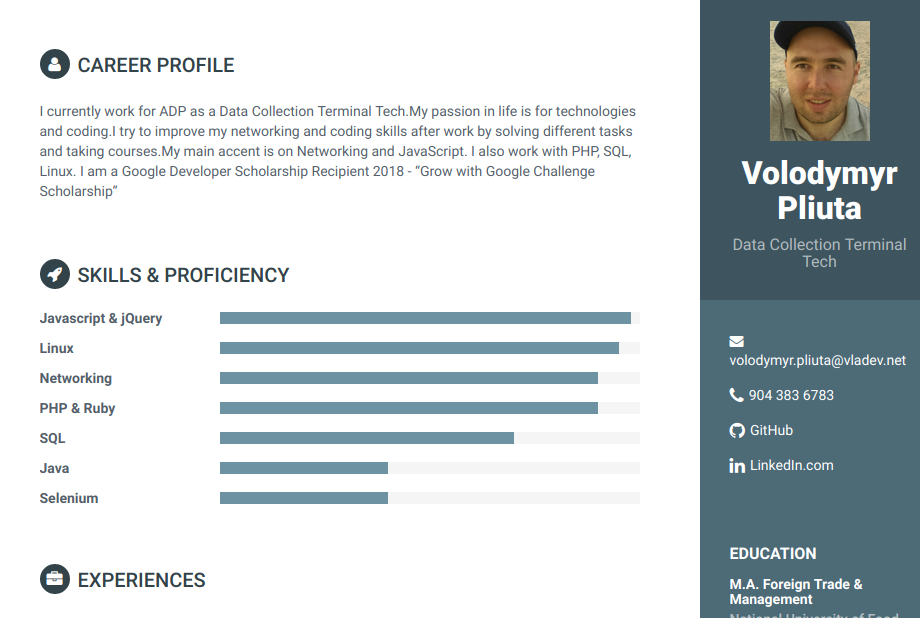 CAREER PROFILE
I currently work for ADP as a Data Collection Terminal Tech.My passion in life is for technologies
and coding.I try to improve my networking and coding skills after work by solving different tasks
and taking courses.My main accent is on Networking and JavaScript. I also work with PHP, SQL,
Linux. I am a Google Developer Scholarship Recipient 2018 - “Grow with Google Challenge
Scholarship”
SKILLS & PROFICIENCY
Javascript & jQuery
Linux
Networking
PHP & Ruby
SQL
Java
Selenium
EXPERIENCES
Volodymyr
Pliuta
Data Collection Terminal
Tech
volodymyr.pliuta@vladev.net
904 383 6783
GitHub
LinkedIn.com
EDUCATION
M.A. Foreign Trade &
Management
National University of Food